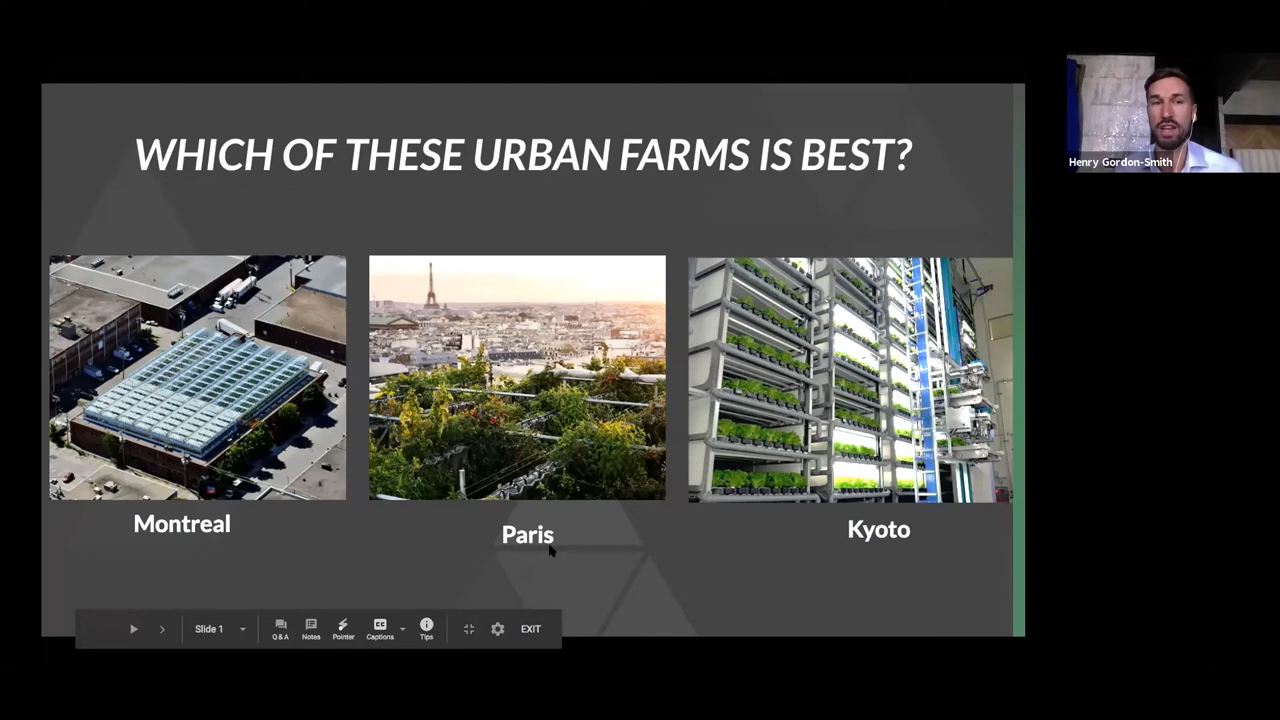 WHICH OF THESE URBAN FARMS IS BEST?
Henry Gordon-Smith
Montreal
Paris
Kyoto
Slide 1
Q & A
Notes
Pointer
CC
Captions
Tips
EXIT